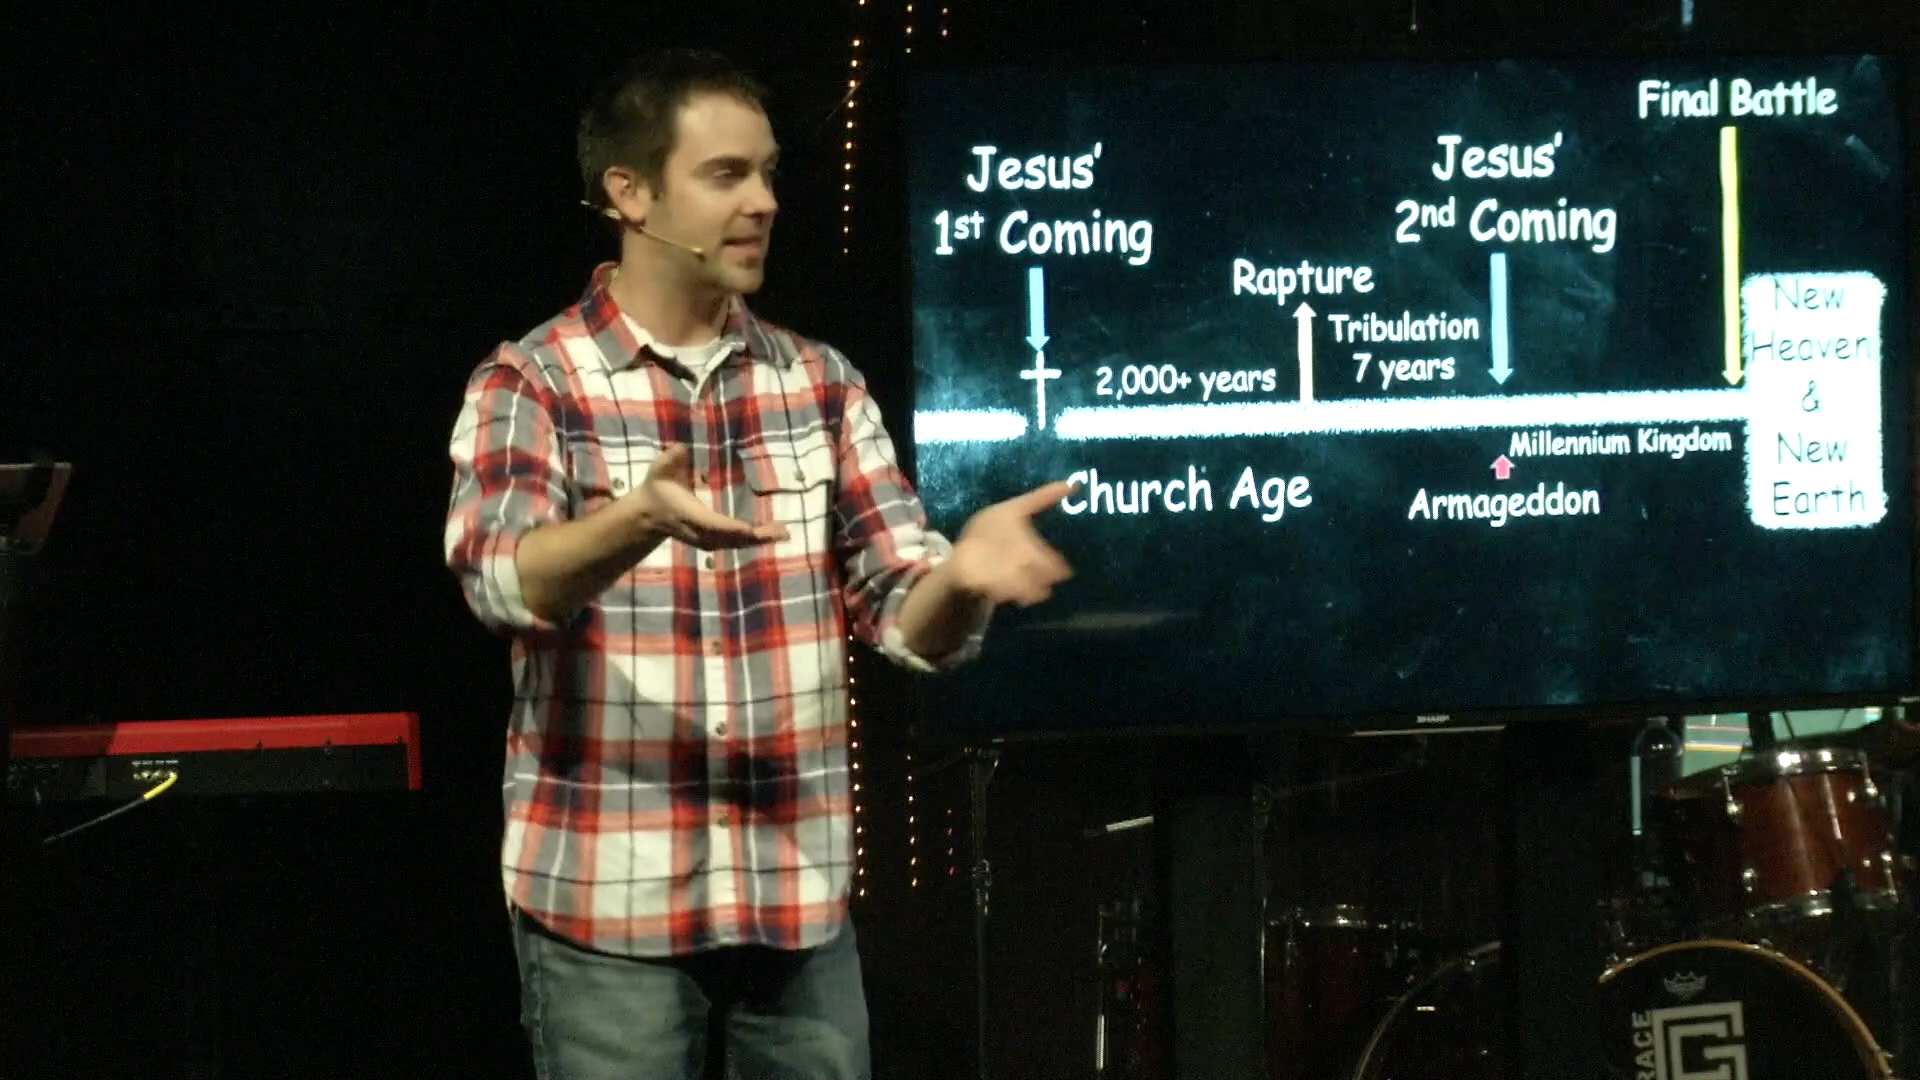 Final Battle
Jesus'
1st Coming
Jesus'
2nd Coming
Rapture
Tribulation
7 years
2,000+ years
New
Heaven
&
New
Earth
Millennium Kingdom
Church Age
Armageddon
SHARP